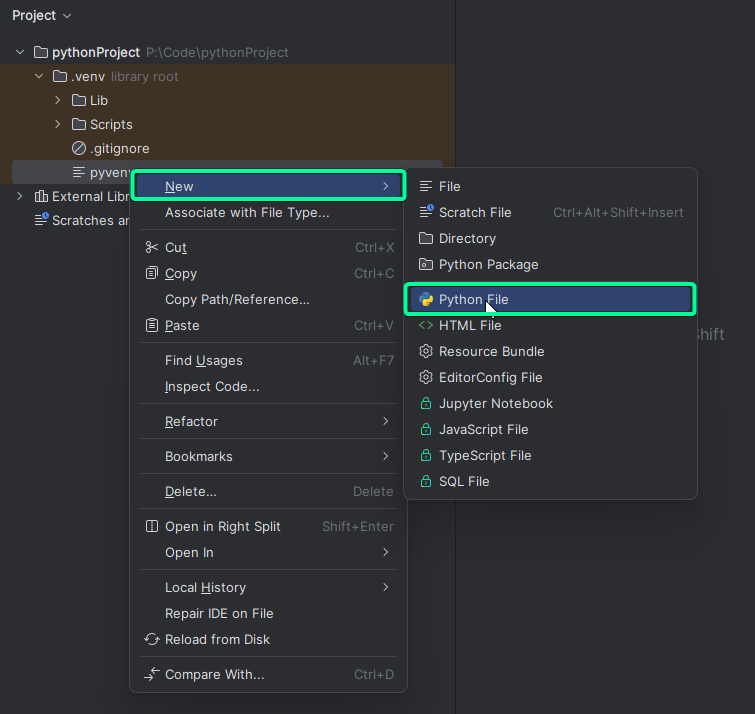 Project
pythonProject P:\Code\pythonProject
.venv library root
Lib
Scripts
.gitignore
pyven
External Libr
Scratches an
New
Associate with File Type...
Cut Ctrl+X
Copy Ctrl+C
Copy Path/Reference...
Paste Ctrl+V
Find Usages Alt+F7
Inspect Code...
Refactor
Bookmarks
Delete... Delete
Open in Right Split Shift+Enter
Open In
Local History
Repair IDE on File
Reload from Disk
Compare With... Ctrl+D
File
Scratch File Ctrl+Alt+Shift+Insert
Directory
Python Package
Python File
HTML File
Resource Bundle
EditorConfig File
Jupyter Notebook
JavaScript File
TypeScript File
SQL File
Shift